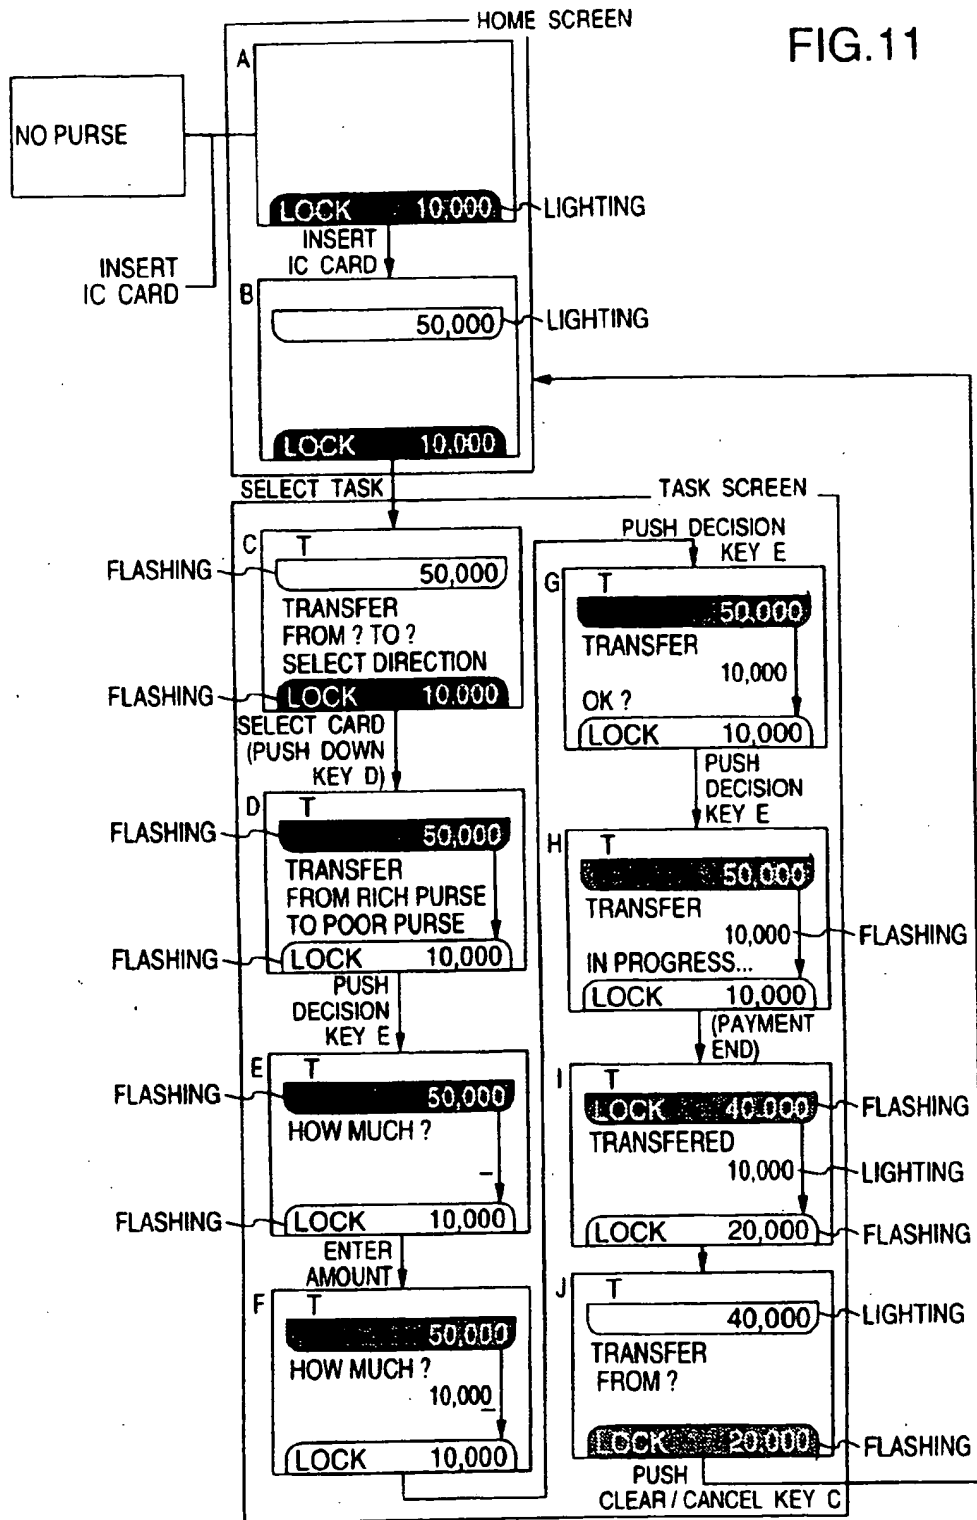 HOME SCREEN
FIG.11
NO PURSE
INSERT
IC CARD
A
LOCK 10,000
LIGHTING
INSERT
IC CARD
B
50,000
LIGHTING
LOCK 10,000
SELECT TASK
TASK SCREEN
C
T
FLASHING
50,000
TRANSFER
FROM ? TO ?
SELECT DIRECTION
FLASHING
LOCK 10,000
SELECT CARD
(PUSH DOWN
KEY D)
D
T
FLASHING
50,000
TRANSFER
FROM RICH PURSE
TO POOR PURSE
FLASHING
LOCK 10,000
PUSH
DECISION
KEY E
E
T
FLASHING
50,000
HOW MUCH ?
_
FLASHING
LOCK 10,000
ENTER
AMOUNT
F
T
50,000
HOW MUCH ?
10,000
LOCK 10,000
PUSH DECISION
KEY E
G
T
50,000
TRANSFER
10,000
OK ?
LOCK 10,000
PUSH
DECISION
KEY E
H
T
50,000
TRANSFER
10,000
FLASHING
IN PROGRESS...
LOCK 10,000
(PAYMENT
END)
I
T
LOCK 40,000
FLASHING
TRANSFERED
10,000
LIGHTING
LOCK 20,000
FLASHING
J
T
40,000
LIGHTING
TRANSFER
FROM ?
LOCK 20,000
FLASHING
PUSH
CLEAR / CANCEL KEY C